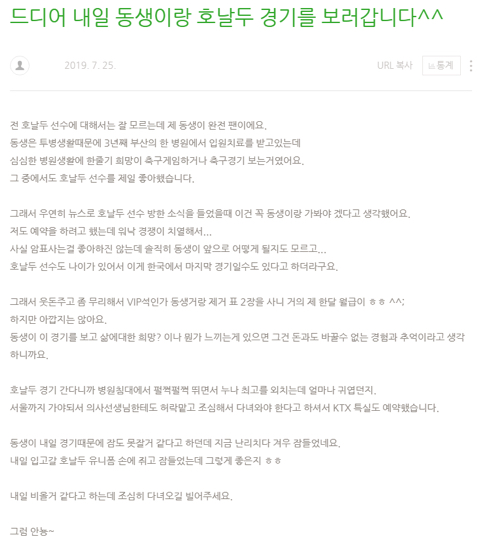 드디어 내일 동생이랑 호날두 경기를 보러갑니다^^
2019. 7. 25.
URL 복사
통계
전 호날두 선수에 대해서는 잘 모르는데 제 동생이 완전 팬이에요.
동생은 투병생활때문에 3년째 부산의 한 병원에서 입원치료를 받고있는데
심심한 병원생활에 한줄기 희망이 축구게임하거나 축구경기 보는거였어요.
그 중에서도 호날두 선수를 제일 좋아했습니다.
그래서 우연히 뉴스로 호날두 선수 방한 소식을 들었을때 이건 꼭 동생이랑 가봐야 겠다고 생각했어요.
저도 예약을 하려고 했는데 워낙 경쟁이 치열해서...
사실 암표사는걸 좋아하진 않는데 솔직히 동생이 앞으로 어떻게 될지도 모르고...
호날두 선수도 나이가 있어서 이게 한국에서 마지막 경기일수도 있다고 하더라구요.
그래서 웃돈주고 좀 무리해서 VIP석인가 동생거랑 제거 표 2장을 사니 거의 제 한달 월급이 ㅎㅎ ^^;
하지만 아깝지는 않아요.
동생이 이 경기를 보고 삶에대한 희망? 이나 뭔가 느끼는게 있으면 그건 돈과도 바꿀수 없는 경험과 추억이라고 생각
하니까요.
호날두 경기 간다니까 병원침대에서 펄쩍펄쩍 뛰면서 누나 최고를 외치는데 얼마나 귀엽던지.
서울까지 가야되서 의사선생님한테도 허락맡고 조심해서 다녀와야 한다고 하셔서 KTX 특실도 예약했습니다.
동생이 내일 경기때문에 잠도 못잘거 같다고 하던데 지금 난리치다 겨우 잠들었네요.
내일 입고갈 호날두 유니폼 손에 쥐고 잠들었는데 그렇게 좋은지 ㅎㅎ
내일 비올거 같다고 하는데 조심히 다녀오길 빌어주세요.
그럼 안뇽~